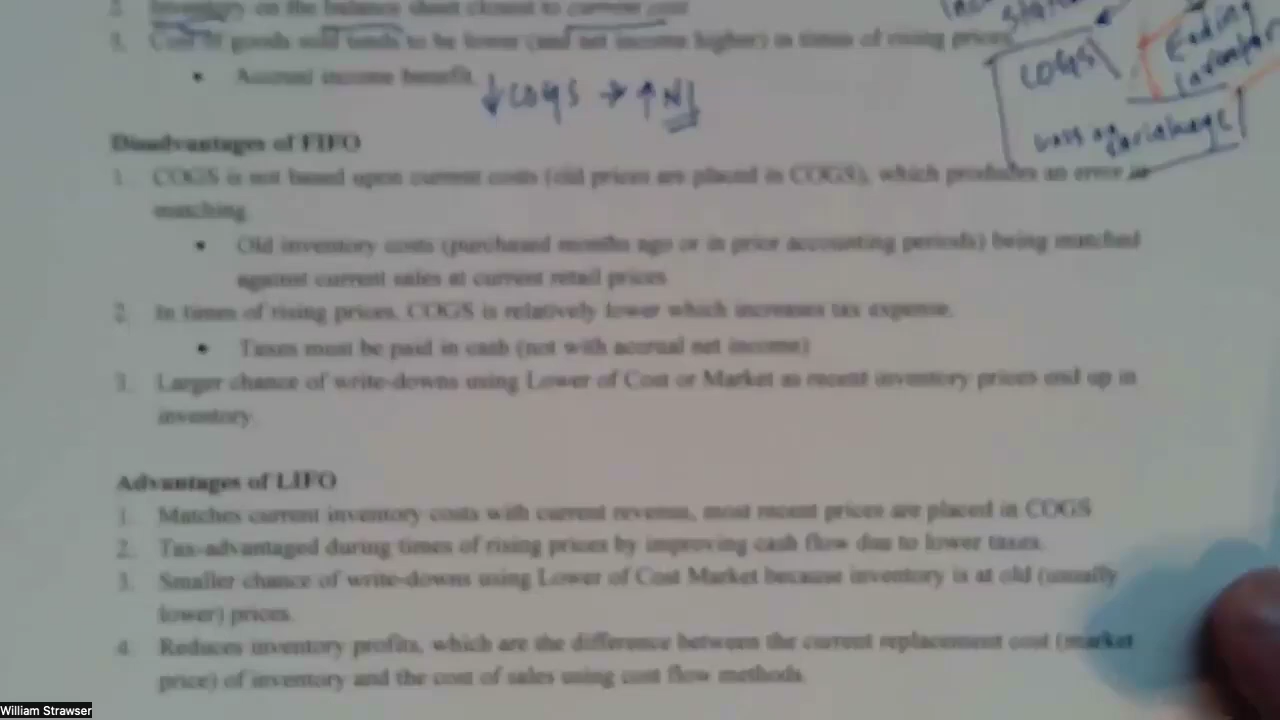 2. Inventory on the balance sheet closest to current cost
3. Cost of goods sold tends to be lower (and net income higher) in times of rising prices
• Accrual income benefit.
↓COGS → ↑NI
COGS
Ending
Inventory
Disadvantages of FIFO
1. COGS is not based upon current costs (old prices are placed in COGS), which produces an error in
matching.
• Old inventory costs (purchased months ago or in prior accounting periods) being matched
against current sales at current retail prices
2. In times of rising prices, COGS is relatively lower which increases tax expense.
• Taxes must be paid in cash (not with accrual net income)
3. Larger chance of write-downs using Lower of Cost or Market as recent inventory prices end up in
inventory.
Advantages of LIFO
1. Matches current inventory costs with current revenue, most recent prices are placed in COGS
2. Tax-advantaged during times of rising prices by improving cash flow due to lower taxes.
3. Smaller chance of write-downs using Lower of Cost Market because inventory is at old (usually
lower) prices.
4. Reduces inventory profits, which are the difference between the current replacement cost (market
price) of inventory and the cost of sales using cost flow methods.
William Strawser